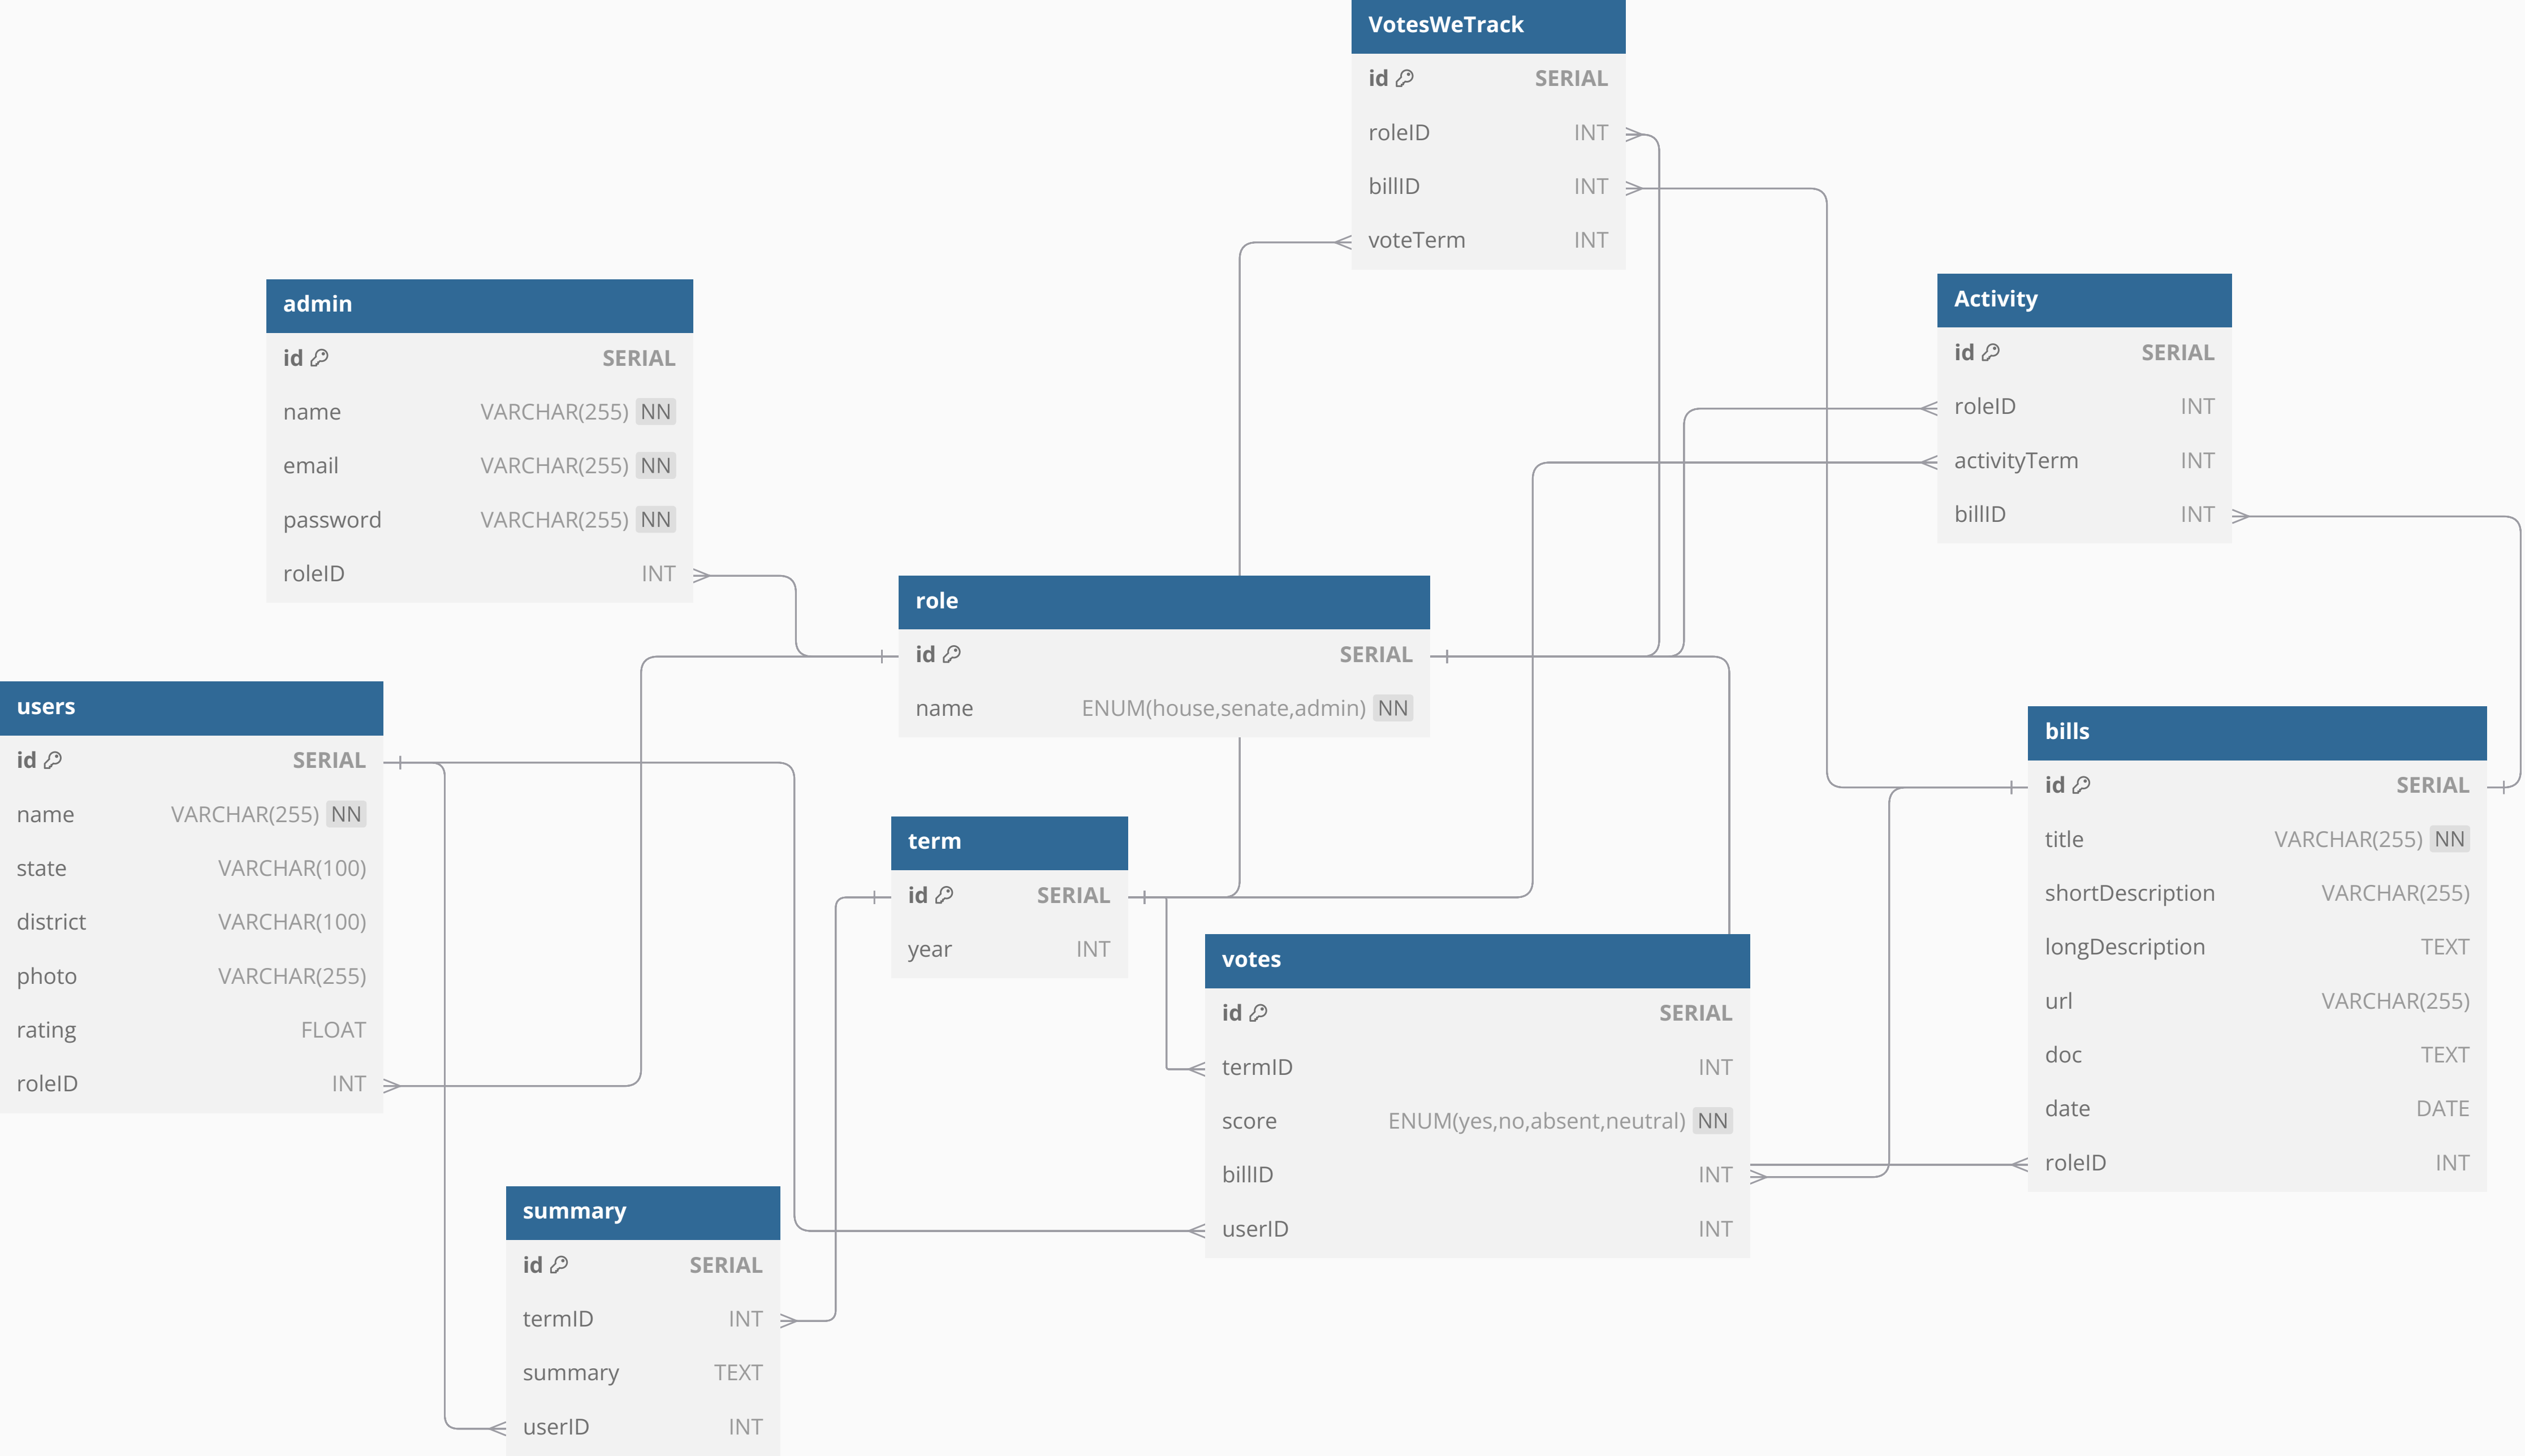 VotesWeTrack
id SERIAL
roleID INT
billID INT
voteTerm INT
admin
id SERIAL
name VARCHAR(255) NN
email VARCHAR(255) NN
password VARCHAR(255) NN
roleID INT
Activity
id SERIAL
roleID INT
activityTerm INT
billID INT
role
id SERIAL
name ENUM(house,senate,admin) NN
users
id SERIAL
name VARCHAR(255) NN
state VARCHAR(100)
district VARCHAR(100)
photo VARCHAR(255)
rating FLOAT
roleID INT
term
id SERIAL
year INT
bills
id SERIAL
title VARCHAR(255) NN
shortDescription VARCHAR(255)
longDescription TEXT
url VARCHAR(255)
doc TEXT
date DATE
roleID INT
votes
id SERIAL
termID INT
score ENUM(yes,no,absent,neutral) NN
billID INT
userID INT
summary
id SERIAL
termID INT
summary TEXT
userID INT